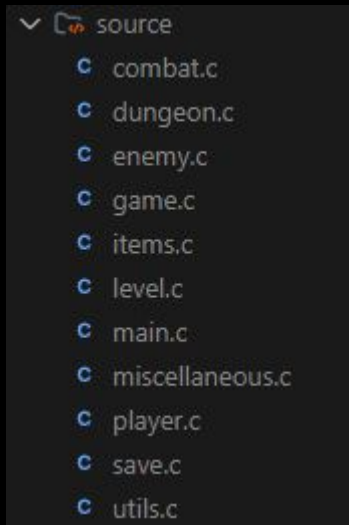 source
combat.c
dungeon.c
enemy.c
game.c
items.c
level.c
main.c
miscellaneous.c
player.c
save.c
utils.c